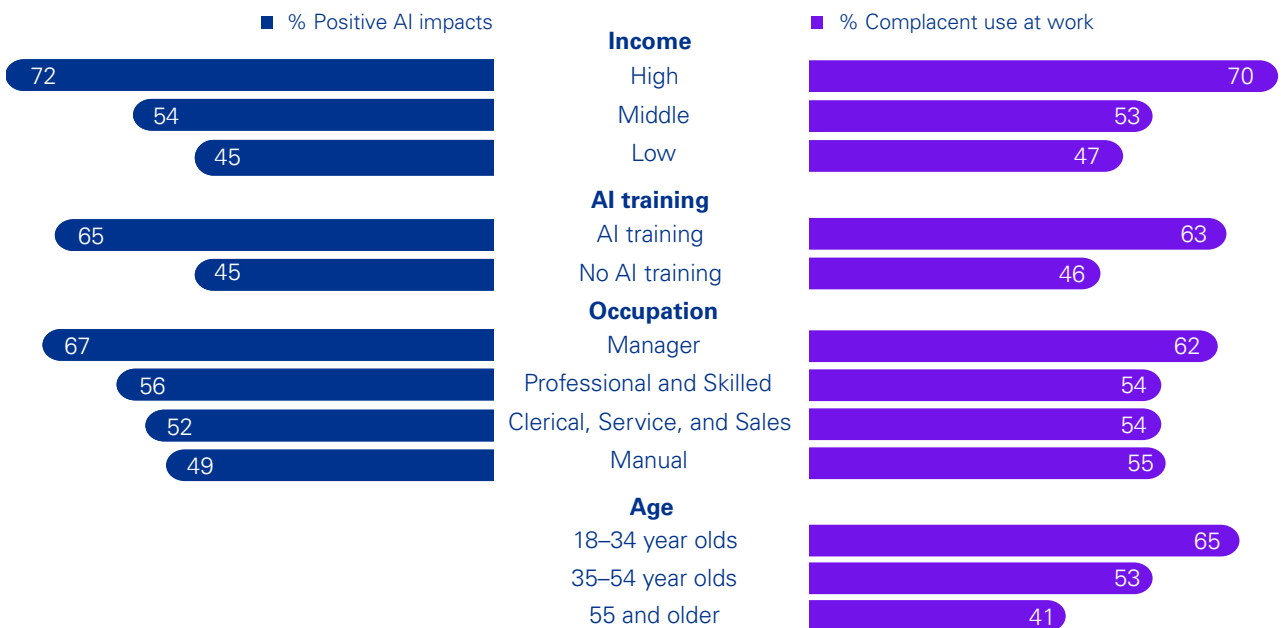 % Positive AI impacts % Complacent use at work
Income
72 High 70
54 Middle 53
45 Low 47
AI training
65 AI training 63
45 No AI training 46
Occupation
67 Manager 62
56 Professional and Skilled 54
52 Clerical, Service, and Sales 54
49 Manual 55
Age
18–34 year olds 65
35–54 year olds 53
55 and older 41